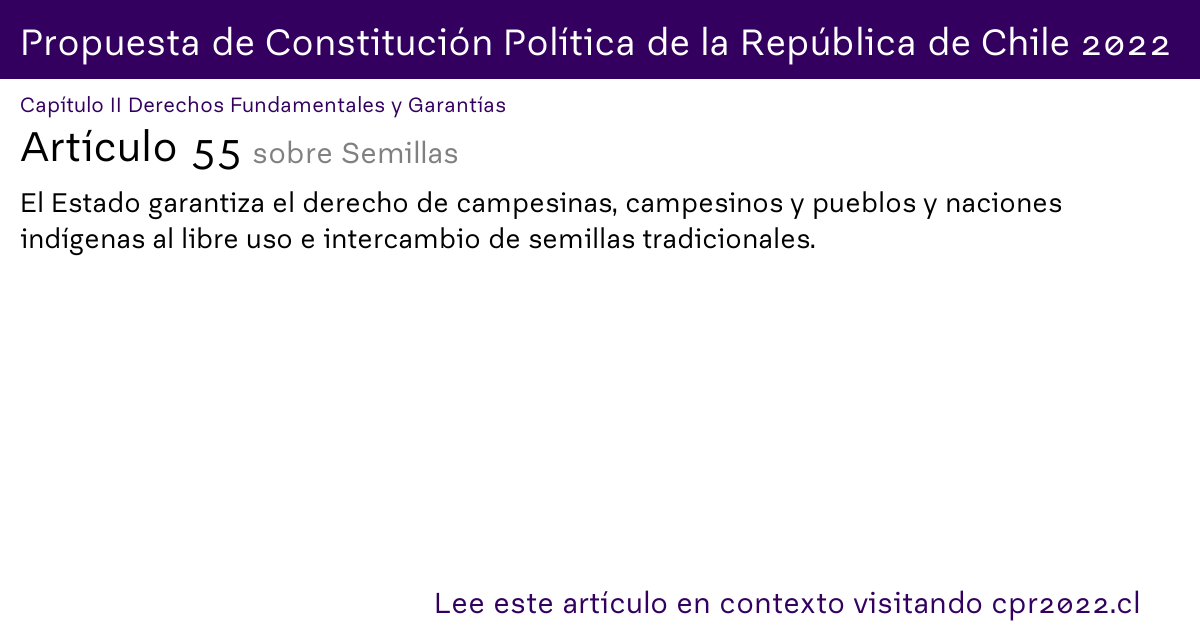 Propuesta de Constitución Política de la República de Chile 2022
Capítulo II Derechos Fundamentales y Garantías
Artículo 55 sobre Semillas
El Estado garantiza el derecho de campesinas, campesinos y pueblos y naciones
indígenas al libre uso e intercambio de semillas tradicionales.
Lee este artículo en contexto visitando cpr2022.cl